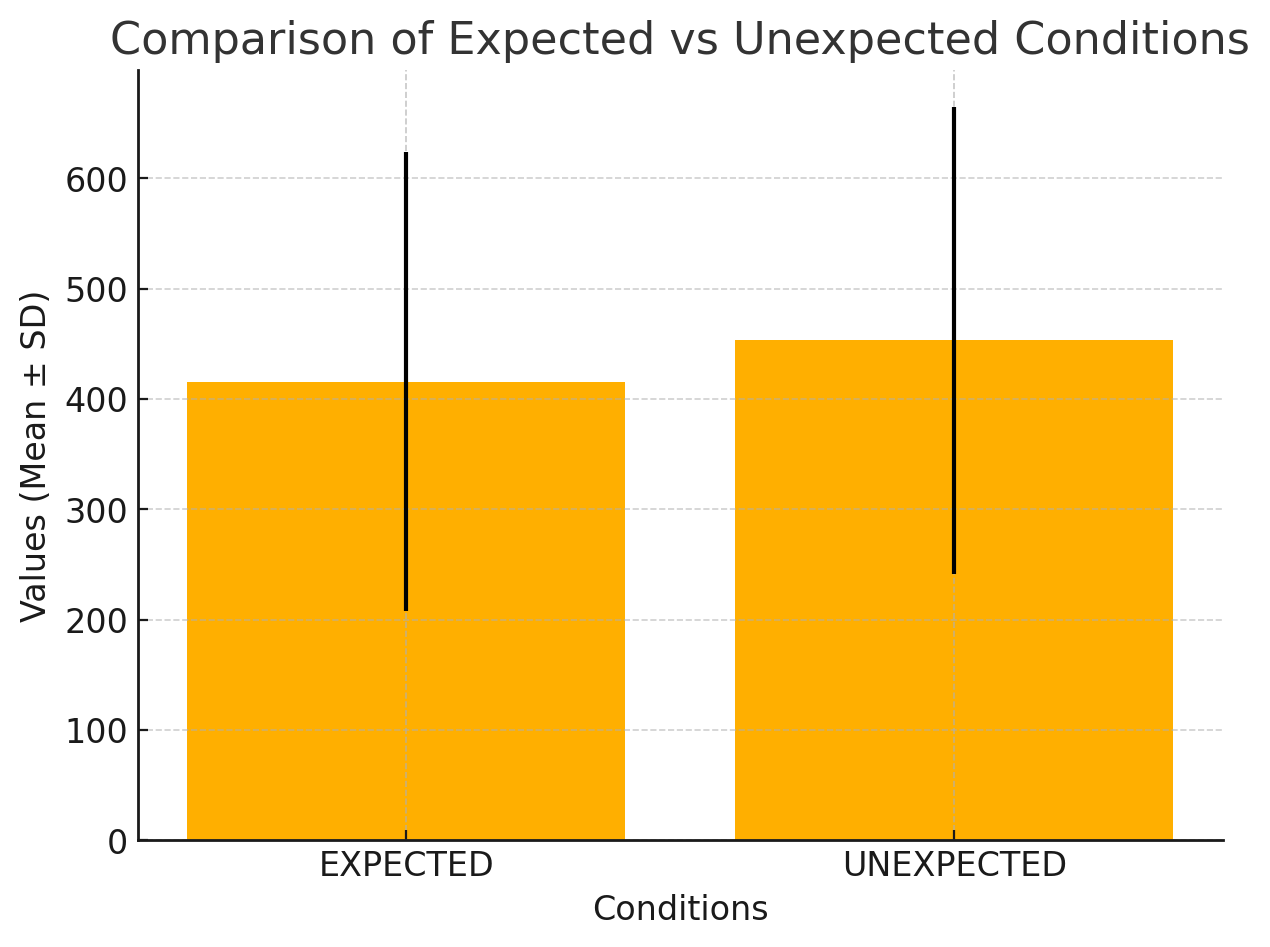 Comparison of Expected vs Unexpected Conditions
Values (Mean ± SD)
600
500
400
300
200
100
0
EXPECTED
UNEXPECTED
Conditions